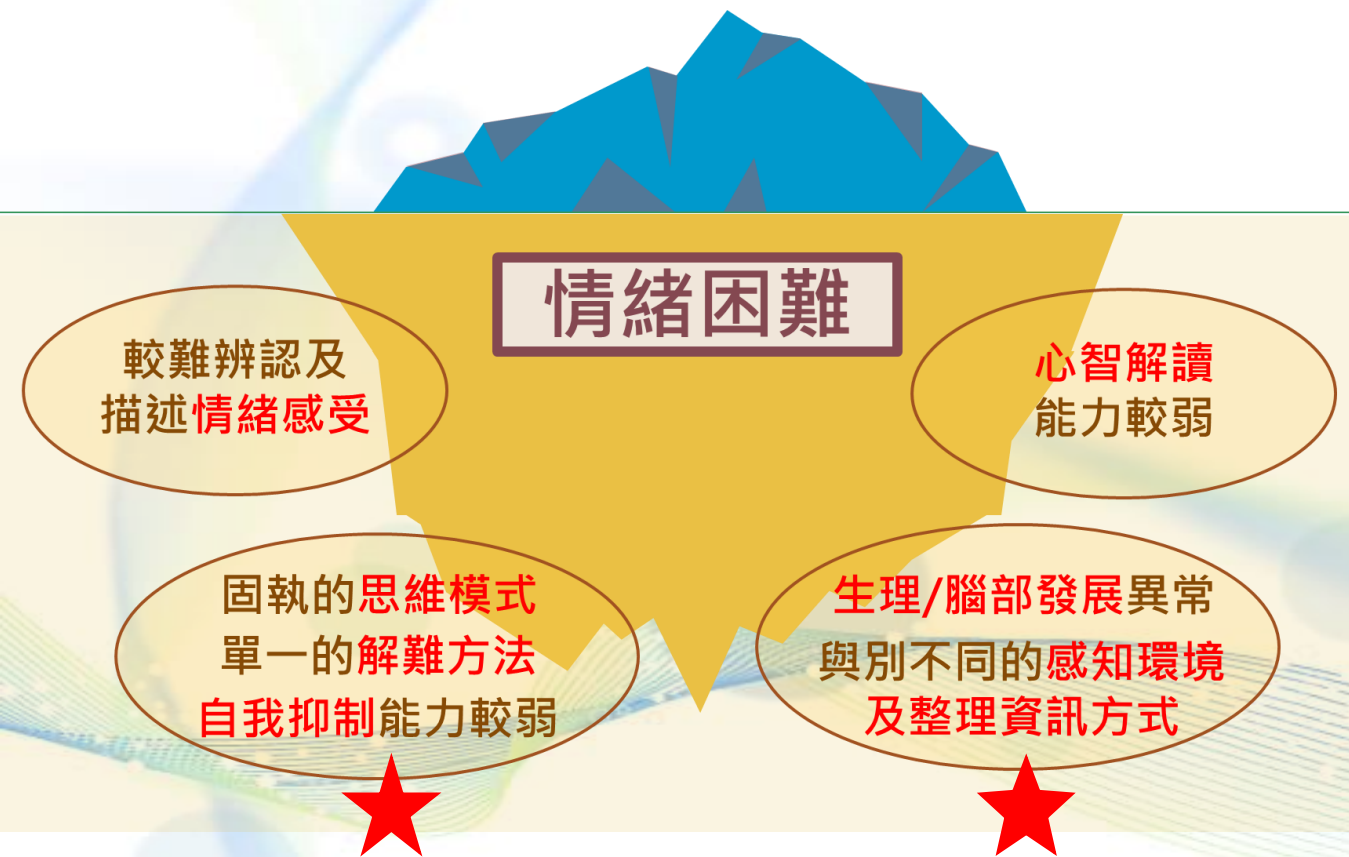 情緒困難
較難辨認及
描述情緒感受
心智解讀
能力較弱
固執的思維模式
單一的解難方法
自我抑制能力較弱
生理/腦部發展異常
與別不同的感知環境
及整理資訊方式